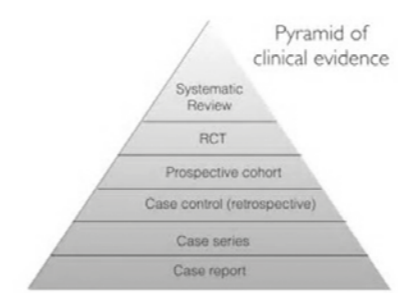 Pyramid of
clinical evidence
Systematic
Review
RCT
Prospective cohort
Case control (retrospective)
Case series
Case report